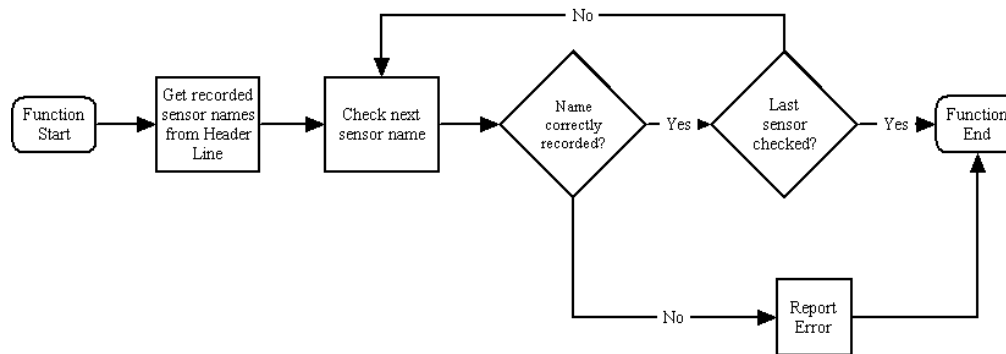 No
Function
Start
Get recorded
sensor names
from Header
Line
Check next
sensor name
Name
correctly
recorded?
Yes
Last
sensor
checked?
Yes
Function
End
No
Report
Error